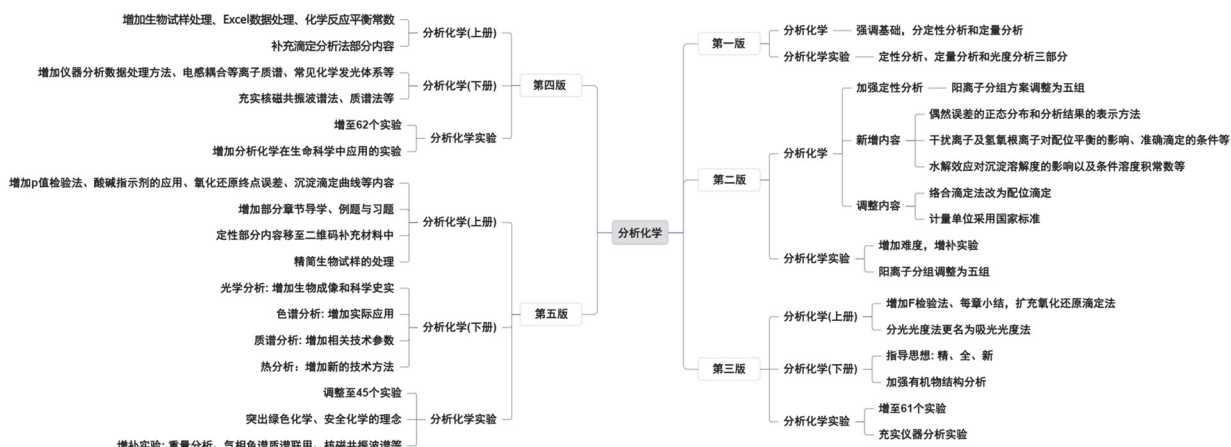 分析化学
第一版
分析化学
强调基础，分定性分析和定量分析
分析化学实验
定性分析、定量分析和光度分析三部分
第二版
分析化学
加强定性分析
阳离子分组方案调整为五组
新增内容
偶然误差的正态分布和分析结果的表示方法
干扰离子及氢氧根离子对配位平衡的影响、准确滴定的条件等
水解效应对沉淀溶解度的影响以及条件溶度积常数等
调整内容
络合滴定法改为配位滴定
计量单位采用国家标准
分析化学实验
增加难度，增补实验
阳离子分组调整为五组
第三版
分析化学(上册)
增加F检验法、每章小结，扩充氧化还原滴定法
分光光度法更名为吸光光度法
分析化学(下册)
指导思想: 精、全、新
加强有机物结构分析
分析化学实验
增至61个实验
充实仪器分析实验
第四版
分析化学(上册)
增加生物试样处理、Excel数据处理、化学反应平衡常数
补充滴定分析法部分内容
分析化学(下册)
增加仪器分析数据处理方法、电感耦合等离子质谱、常见化学发光体系等
充实核磁共振波谱法、质谱法等
分析化学实验
增至62个实验
增加分析化学在生命科学中应用的实验
第五版
分析化学(上册)
增加p值检验法、酸碱指示剂的应用、氧化还原终点误差、沉淀滴定曲线等内容
增加部分章节导学、例题与习题
定性部分内容移至二维码补充材料中
精简生物试样的处理
分析化学(下册)
光学分析: 增加生物成像和科学史实
色谱分析: 增加实际应用
质谱分析: 增加相关技术参数
热分析：增加新的技术方法
分析化学实验
调整至45个实验
突出绿色化学、安全化学的理念
增补实验: 重量分析、气相色谱质谱联用、核磁共振波谱等